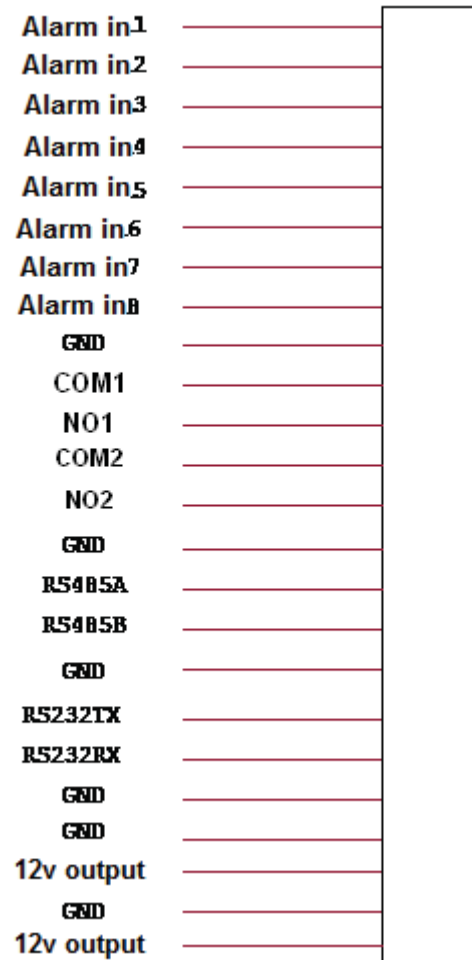 Alarm in1
Alarm in2
Alarm in3
Alarm in4
Alarm in5
Alarm in6
Alarm in7
Alarm in8
GND
COM1
NO1
COM2
NO2
GND
RS485A
RS485B
GND
RS232TX
RS232RX
GND
GND
12v output
GND
12v output